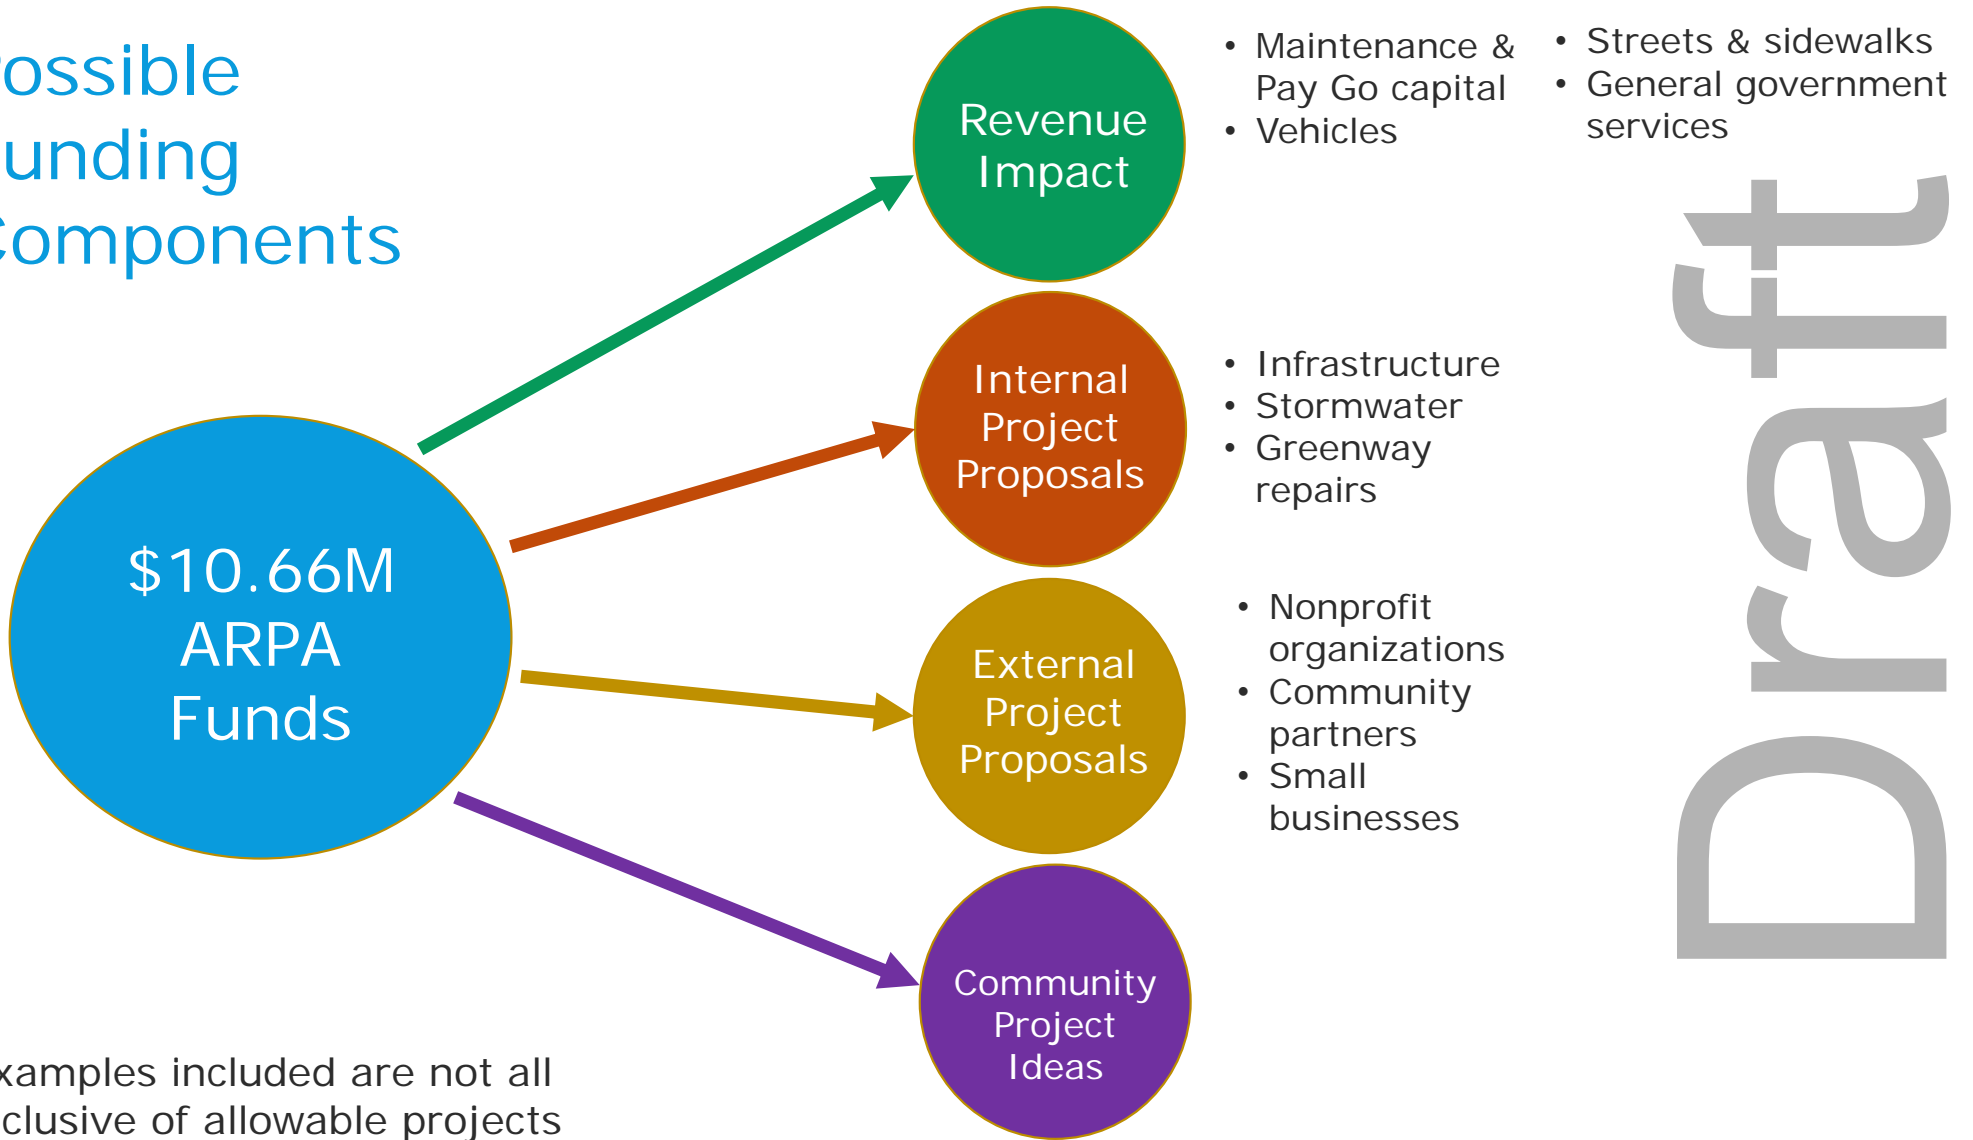 ossible
unding
Components
Revenue
Impact
• Maintenance &
Pay Go capital
• Vehicles
• Streets & sidewalks
• General government
services
Internal
Project
Proposals
• Infrastructure
• Stormwater
• Greenway
repairs
$10.66M
ARPA
Funds
External
Project
Proposals
• Nonprofit
organizations
• Community
partners
• Small
businesses
Community
Project
Ideas
xamples included are not all
clusive of allowable projects
Draft